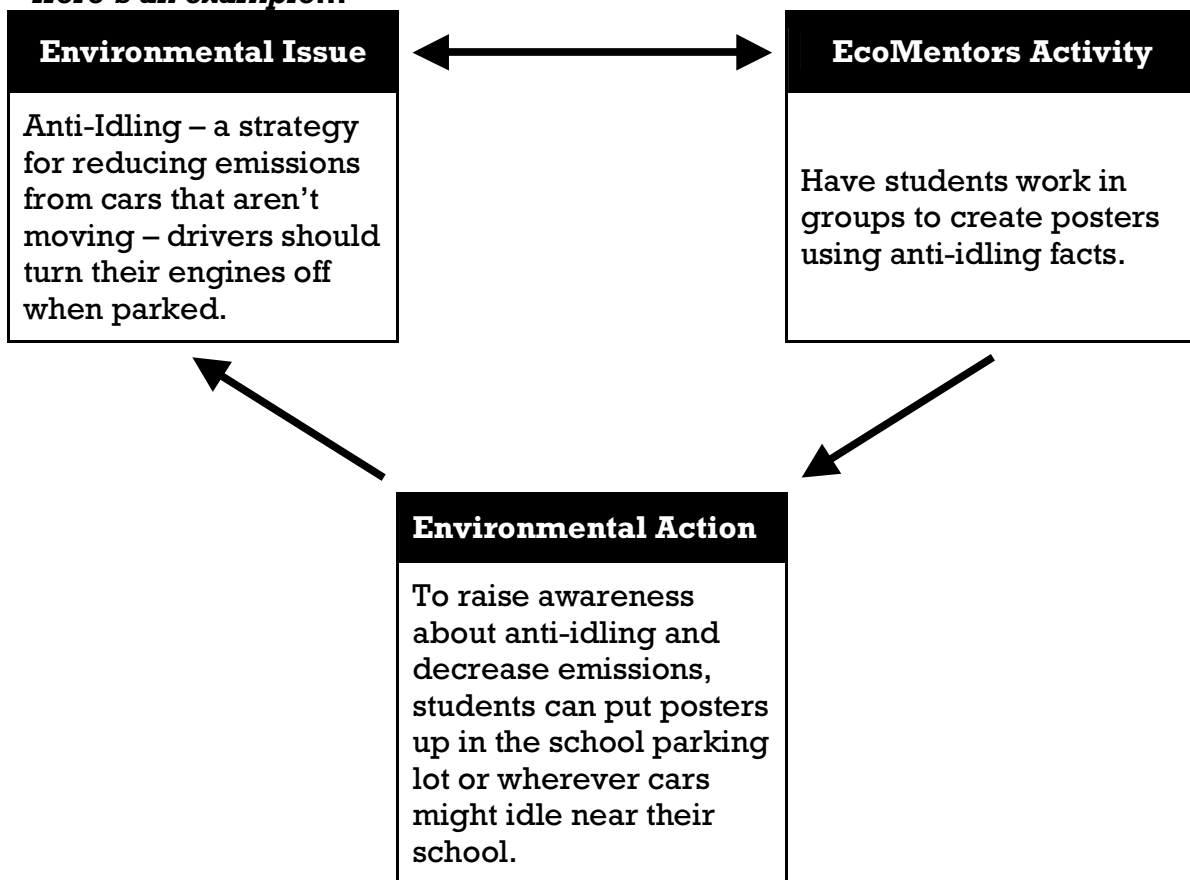 Here's an example…
Environmental Issue
Anti-Idling – a strategy
for reducing emissions
from cars that aren't
moving – drivers should
turn their engines off
when parked.
EcoMentors Activity
Have students work in
groups to create posters
using anti-idling facts.
Environmental Action
To raise awareness
about anti-idling and
decrease emissions,
students can put posters
up in the school parking
lot or wherever cars
might idle near their
school.